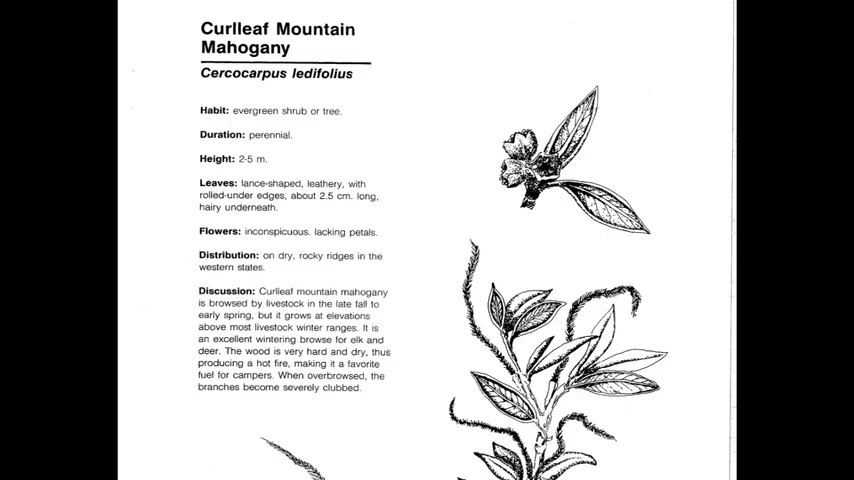 Curlleaf Mountain
Mahogany
Cercocarpus ledifolius
Habit: evergreen shrub or tree.
Duration: perennial.
Height: 2-5 m.
Leaves: lance-shaped, leathery, with
rolled-under edges, about 2.5 cm. long,
hairy underneath.
Flowers: inconspicuous. lacking petals.
Distribution: on dry, rocky ridges in the
western states.
Discussion: Curlleaf mountain mahogany
is browsed by livestock in the late fall to
early spring, but it grows at elevations
above most livestock winter ranges. It is
an excellent wintering browse for elk and
deer. The wood is very hard and dry, thus
producing a hot fire, making it a favorite
fuel for campers. When overbrowsed, the
branches become severely clubbed.